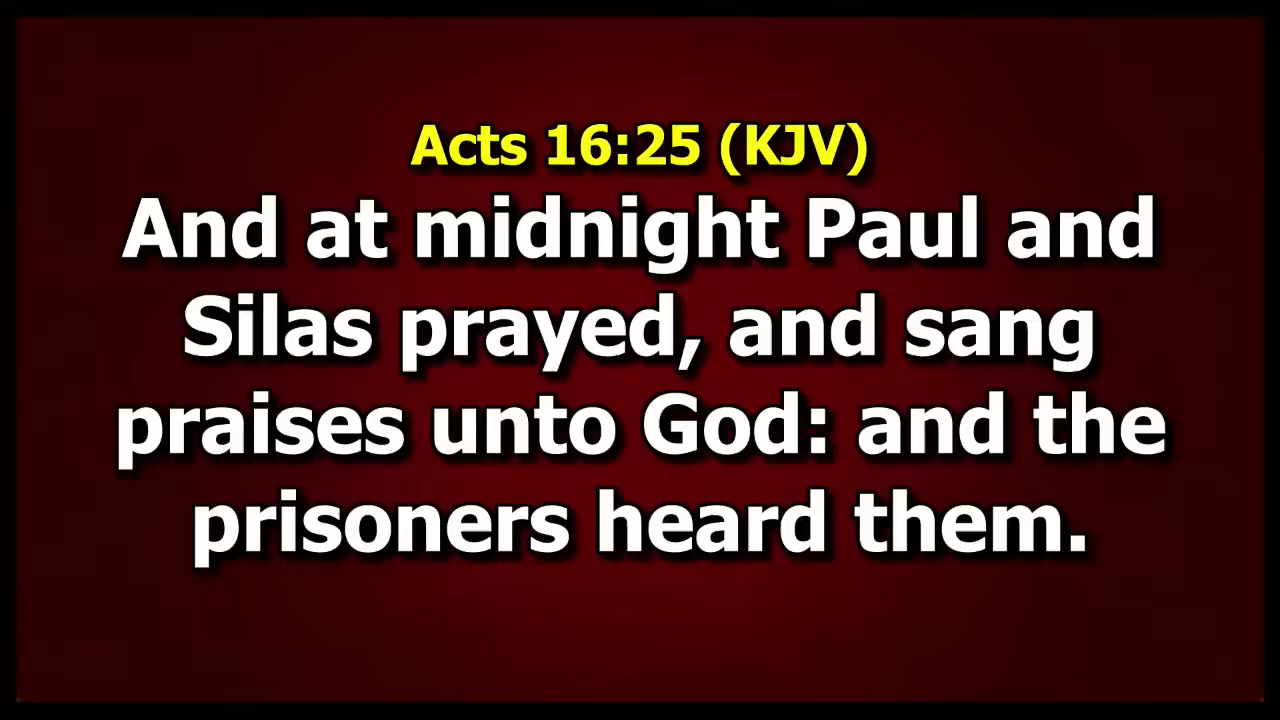 Acts 16:25 (KJV)
And at midnight Paul and
Silas prayed, and sang
praises unto God: and the
prisoners heard them.